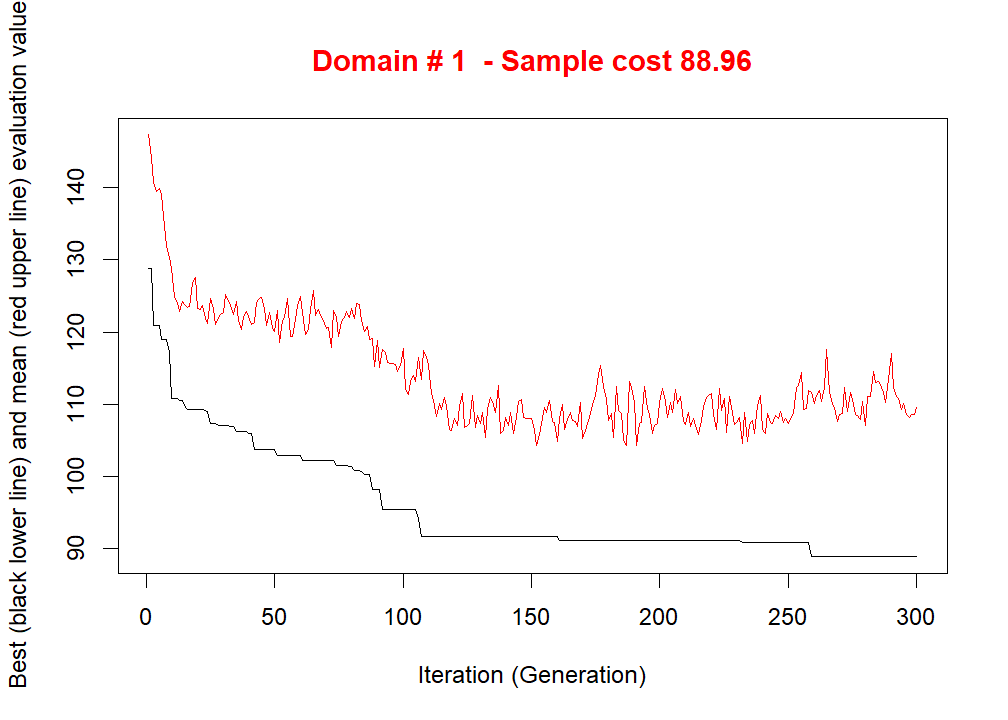 Domain # 1  - Sample cost 88.96
Best (black lower line) and mean (red upper line) evaluation value
140
130
120
110
100
90
0 50 100 150 200 250 300
Iteration (Generation)